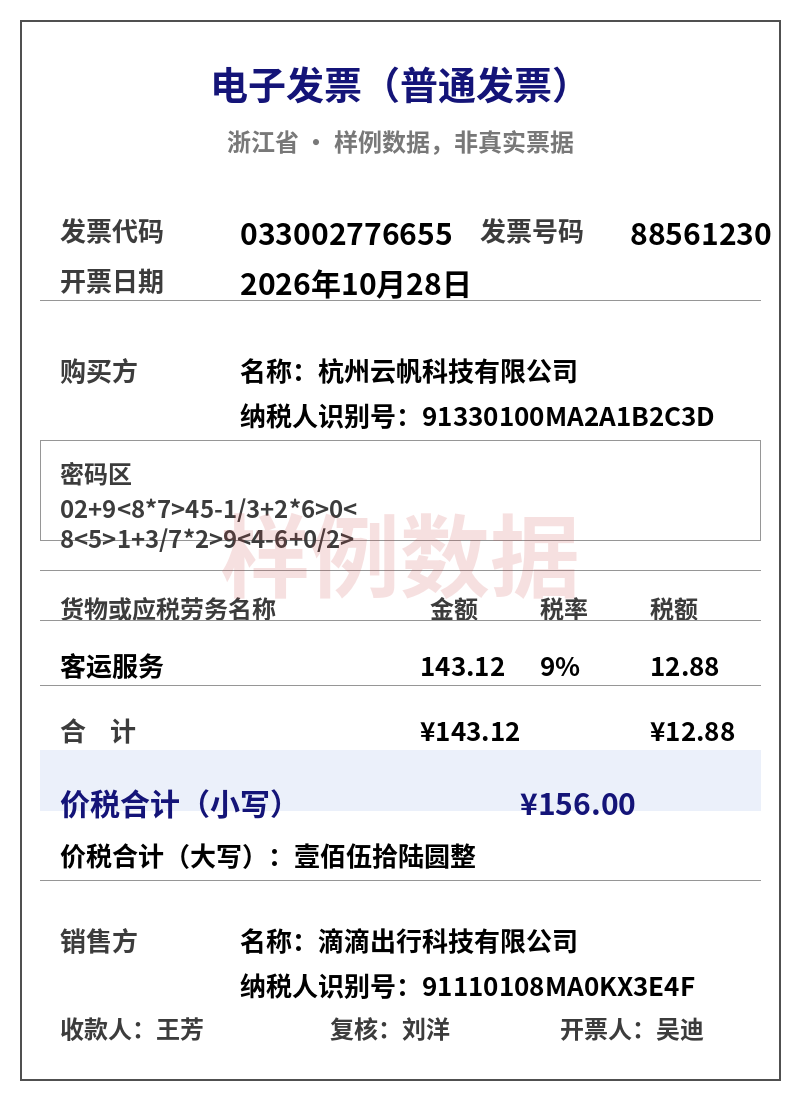 电子发票（普通发票）
浙江省 · 样例数据，非真实票据
发票代码 033002776655 发票号码 88561230
开票日期 2026年10月28日
购买方 名称：杭州云帆科技有限公司
纳税人识别号：91330100MA2A1B2C3D
密码区
02+9<8*7>45-1/3+2*6>0<
8<5>1+3/7*2>9<4-6+0/2>
样例数据
货物或应税劳务名称 金额 税率 税额
客运服务 143.12 9% 12.88
合 计 ¥143.12 ¥12.88
价税合计（小写） ¥156.00
价税合计（大写）：壹佰伍拾陆圆整
销售方 名称：滴滴出行科技有限公司
纳税人识别号：91110108MA0KX3E4F
收款人：王芳 复核：刘洋 开票人：吴迪